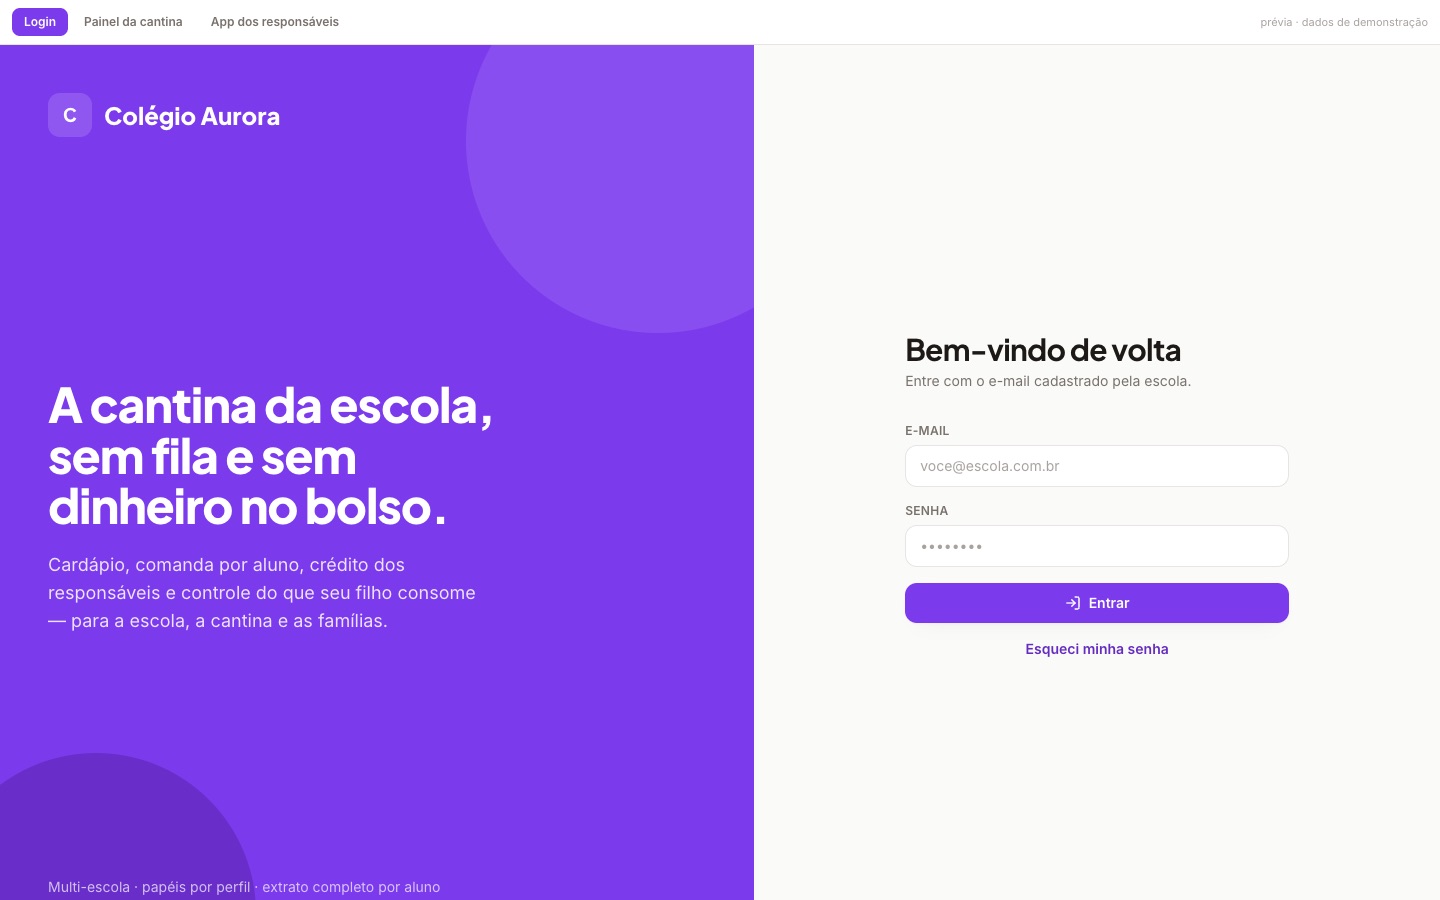 Login
Painel da cantina
App dos responsáveis
prévia · dados de demonstração
C
Colégio Aurora
A cantina da escola,
sem fila e sem
dinheiro no bolso.
Cardápio, comanda por aluno, crédito dos
responsáveis e controle do que seu filho consome
— para a escola, a cantina e as famílias.
Multi-escola · papéis por perfil · extrato completo por aluno
Bem-vindo de volta
Entre com o e-mail cadastrado pela escola.
E-MAIL
voce@escola.com.br
SENHA
••••••••
Entrar
Esqueci minha senha